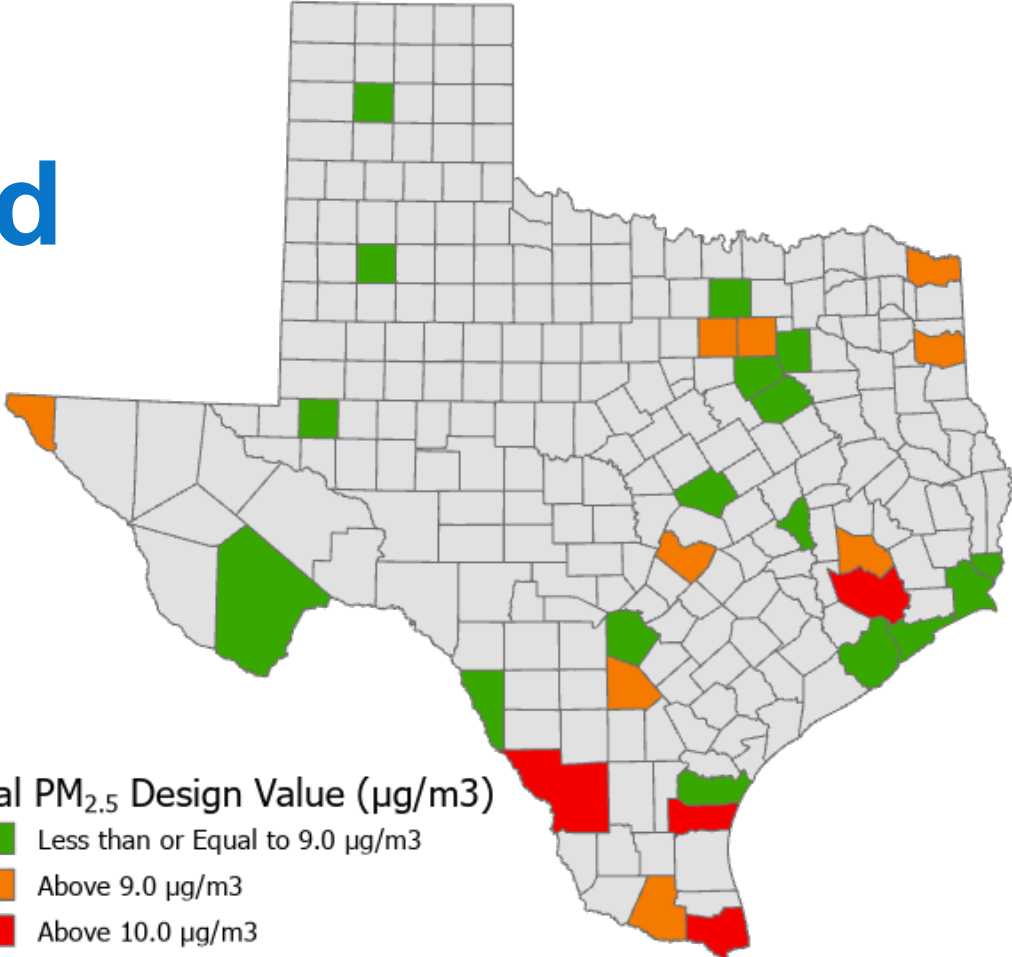 d
al PM₂.₅ Design Value (µg/m3)
Less than or Equal to 9.0 µg/m3
Above 9.0 µg/m3
Above 10.0 µg/m3